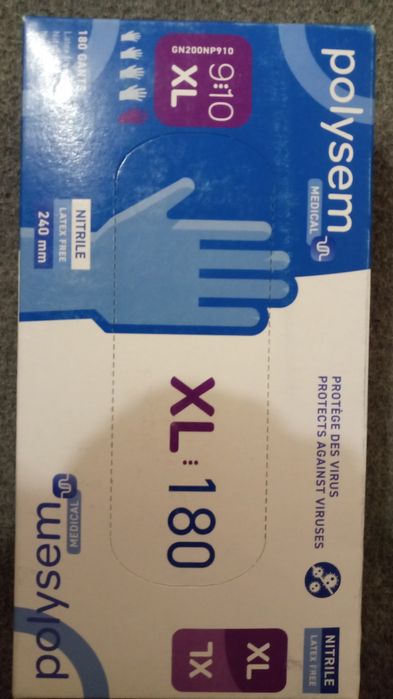 polysem
MEDICAL
GN200NP910
9⁝10
XL
180 GANTS
NITRILE
LATEX FREE
240 mm
PROTÈGE DES VIRUS
PROTECTS AGAINST VIRUSES
XL⁝180
polysem
MEDICAL
NITRILE
LATEX FREE
XL
XL